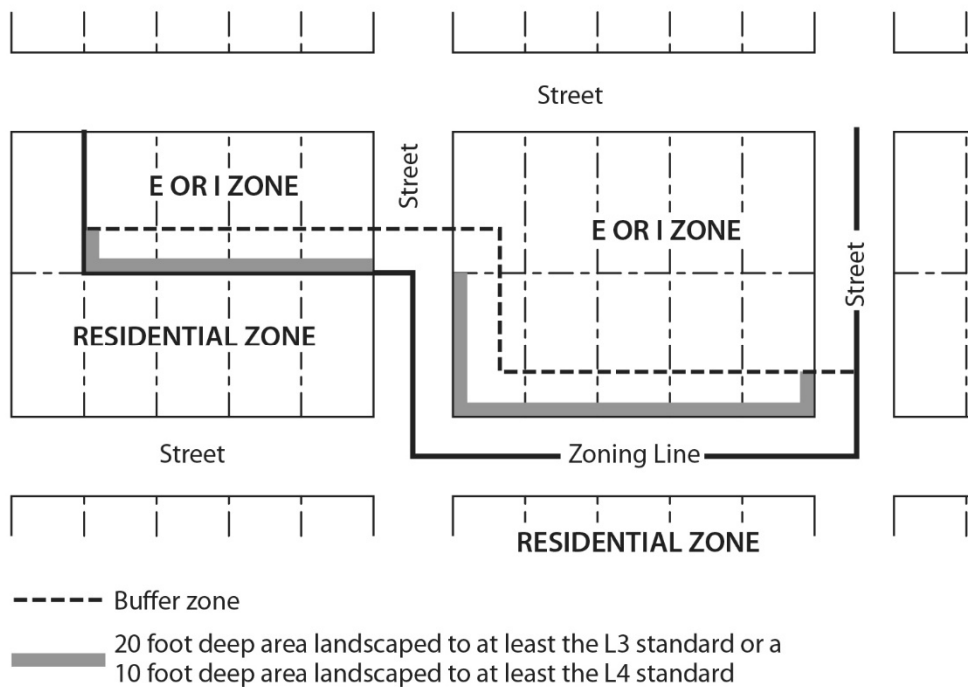 Street
Street
E OR I ZONE
E OR I ZONE
Street
RESIDENTIAL ZONE
Street
Zoning Line
RESIDENTIAL ZONE
Buffer zone
20 foot deep area landscaped to at least the L3 standard or a
10 foot deep area landscaped to at least the L4 standard